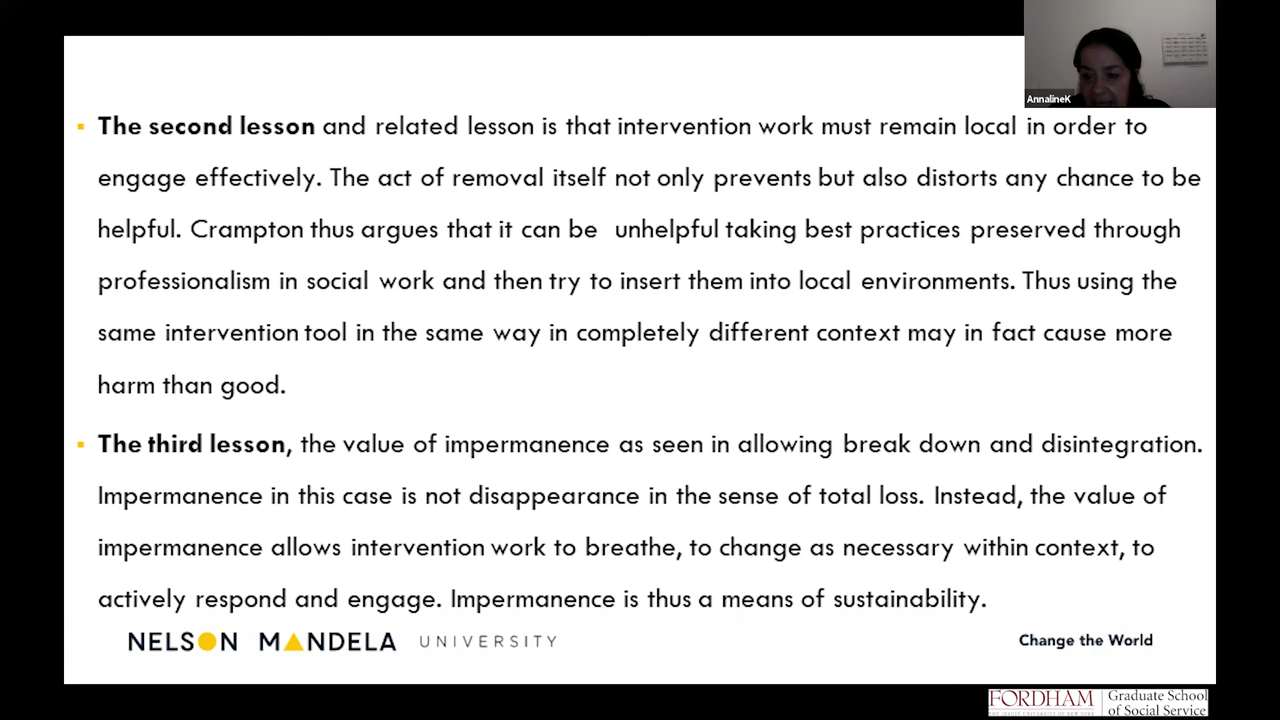 AnnalineK
The second lesson and related lesson is that intervention work must remain local in order to
engage effectively. The act of removal itself not only prevents but also distorts any chance to be
helpful. Crampton thus argues that it can be unhelpful taking best practices preserved through
professionalism in social work and then try to insert them into local environments. Thus using the
same intervention tool in the same way in completely different context may in fact cause more
harm than good.
The third lesson, the value of impermanence as seen in allowing break down and disintegration.
Impermanence in this case is not disappearance in the sense of total loss. Instead, the value of
impermanence allows intervention work to breathe, to change as necessary within context, to
actively respond and engage. Impermanence is thus a means of sustainability.
NELSON MANDELA UNIVERSITY
Change the World
FORDHAM
Graduate School
of Social Service